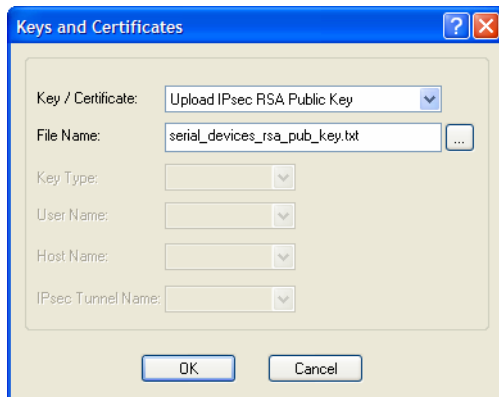 Keys and Certificates
Key / Certificate: Upload IPsec RSA Public Key
File Name: serial_devices_rsa_pub_key.txt ...
Key Type:
User Name:
Host Name:
IPsec Tunnel Name:
OK Cancel